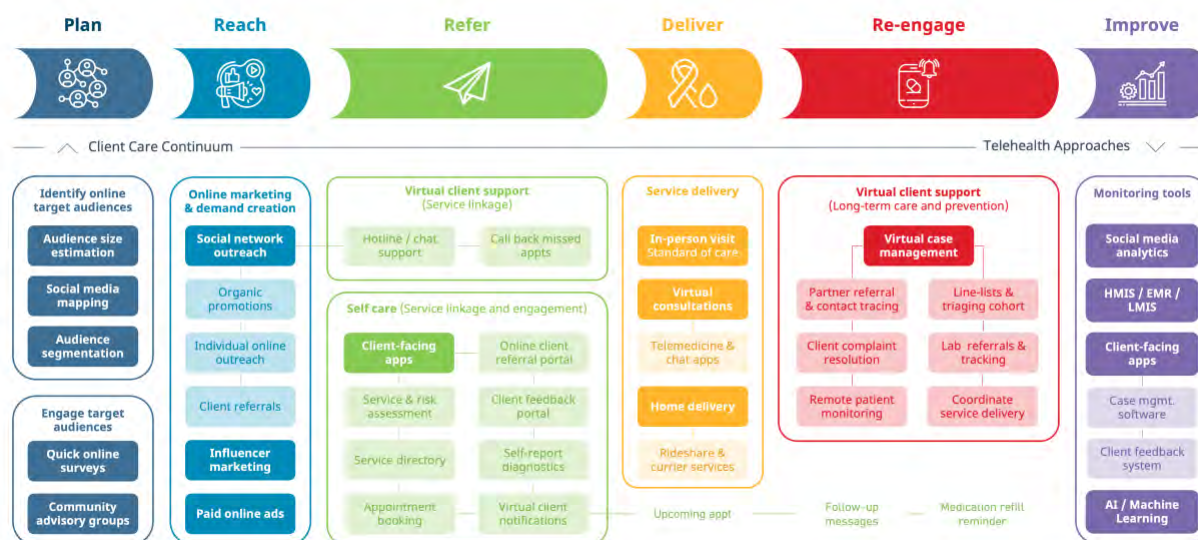 Plan
Reach
Refer
Deliver
Re-engage
Improve
Client Care Continuum
Telehealth Approaches
Identify online
target audiences
Audience size
estimation
Social media
mapping
Audience
segmentation
Engage target
audiences
Quick online
surveys
Community
advisory groups
Online marketing
& demand creation
Social network
outreach
Organic
promotions
Individual online
outreach
Client referrals
Influencer
marketing
Paid online ads
Virtual client support
(Service linkage)
Hotline / chat
support
Call back missed
appts
Self care (Service linkage and engagement)
Client-facing
apps
Online client
referral portal
Service & risk
assessment
Client feedback
portal
Service directory
Self-report
diagnostics
Appointment
booking
Virtual client
notifications
Upcoming appt
Follow-up
messages
Medication refill
reminder
Service delivery
In-person visit
Standard of care
Virtual
consultations
Telemedicine &
chat apps
Home delivery
Rideshare &
currier services
Virtual client support
(Long-term care and prevention)
Virtual case
management
Partner referral
& contact tracing
Line-lists &
triaging cohort
Client complaint
resolution
Lab referrals &
tracking
Remote patient
monitoring
Coordinate
service delivery
Monitoring tools
Social media
analytics
HMIS / EMR /
LMIS
Client-facing
apps
Case mgmt.
software
Client feedback
system
AI / Machine
Learning